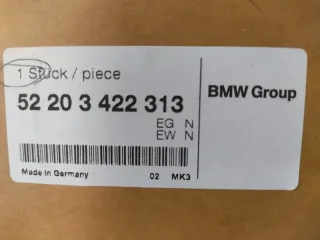 1 Stück / piece
52 20 3 422 313
BMW Group
EG N
EW N
Made in Germany 02 MK3